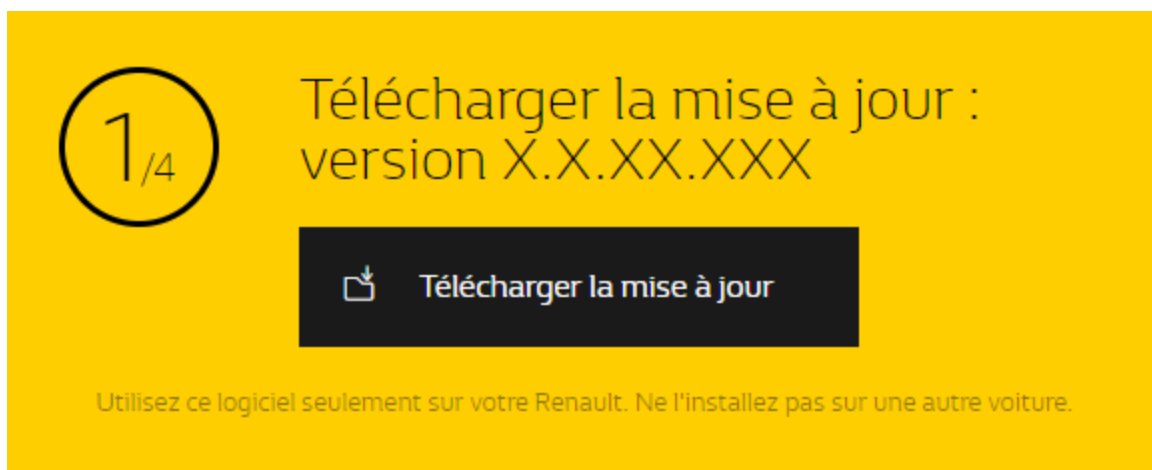 1/4
Télécharger la mise à jour :
version X.X.XX.XXX
Télécharger la mise à jour
Utilisez ce logiciel seulement sur votre Renault. Ne l'installez pas sur une autre voiture.